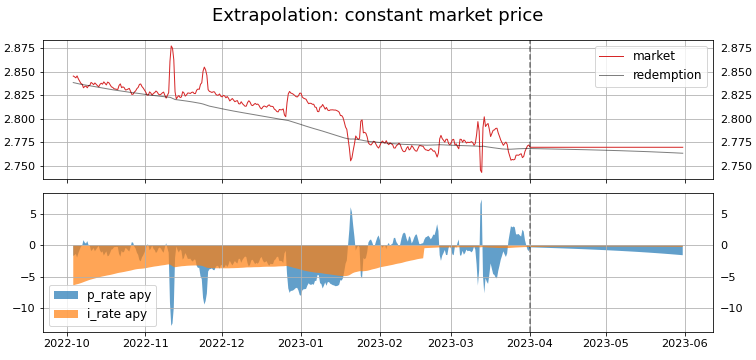 Extrapolation: constant market price
2.875 2.875
2.850 2.850
2.825 2.825
2.800 2.800
2.775 2.775
2.750 2.750
market
redemption
5 5
0 0
−5 −5
−10 −10
p_rate apy
i_rate apy
2022-10 2022-11 2022-12 2023-01 2023-02 2023-03 2023-04 2023-05 2023-06